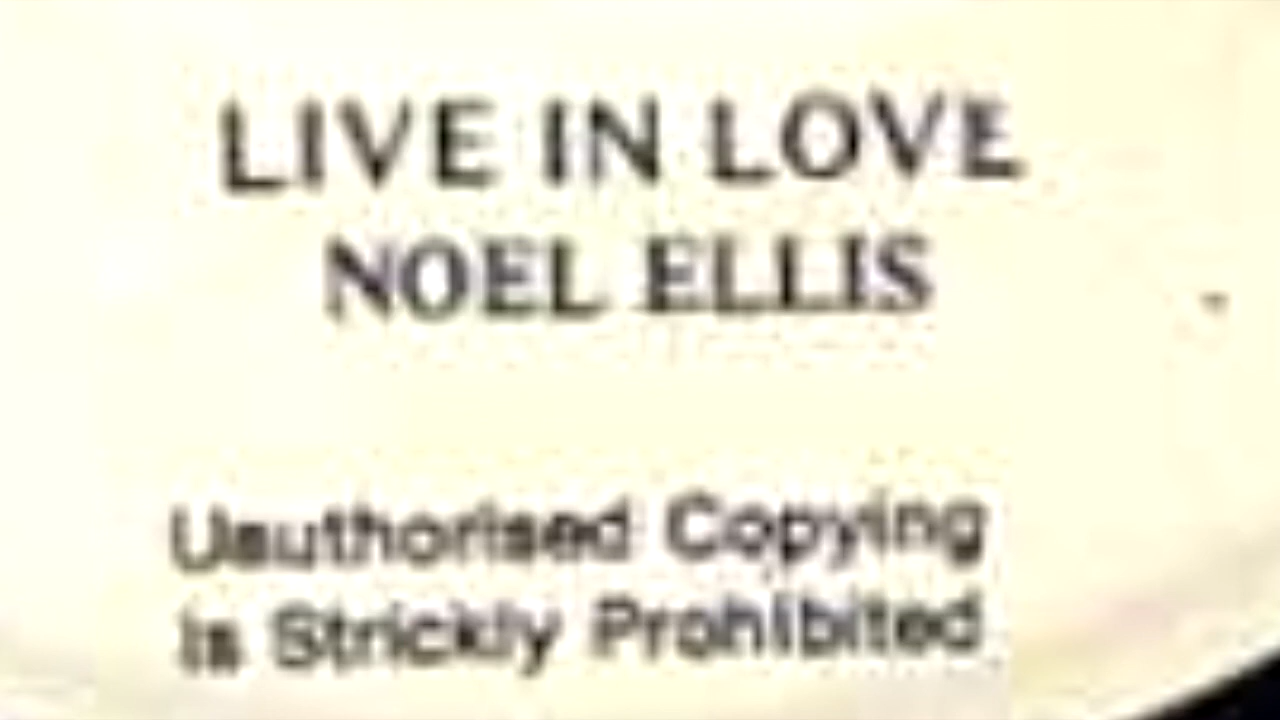 LIVE IN LOVE
NOEL ELLIS
Usuthorised Copying
is Strickly Prohibited